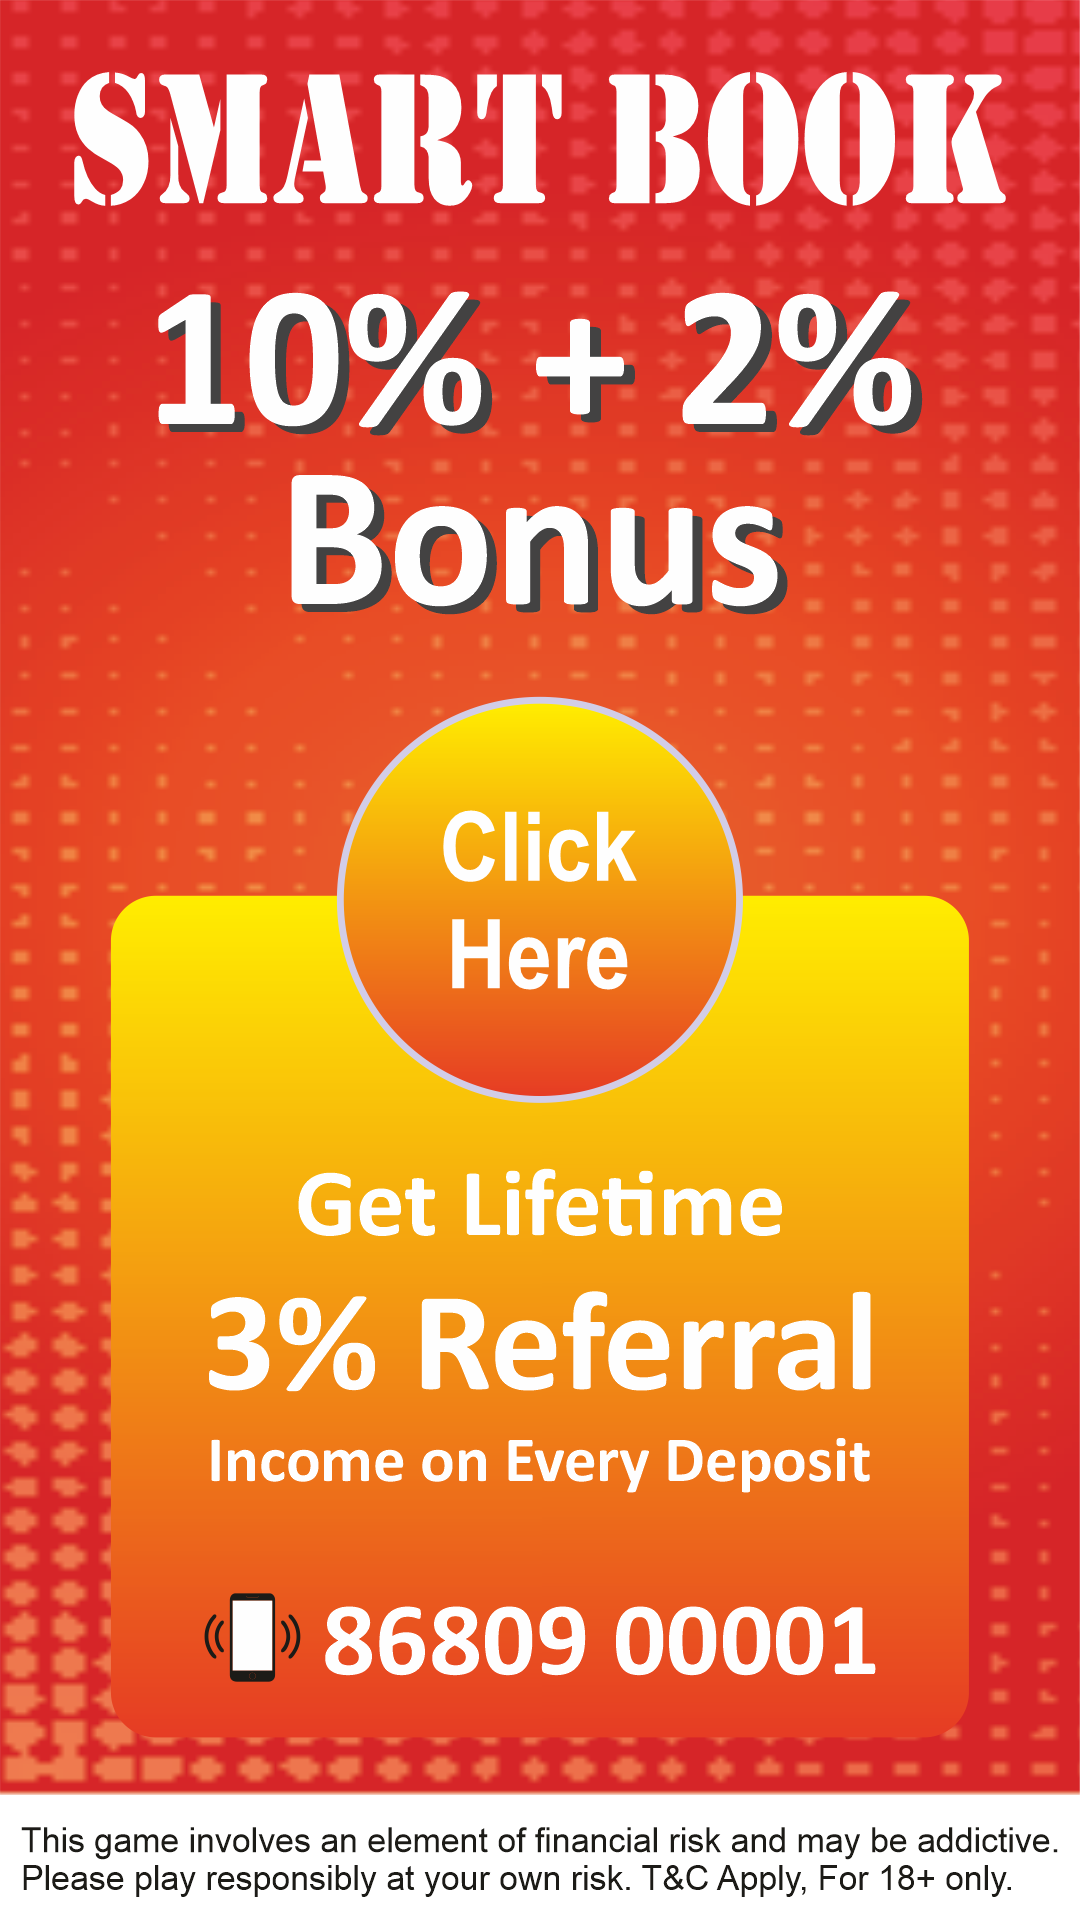 SMART BOOK
10% + 2%
Bonus
Click
Here
Get Lifetime
3% Referral
Income on Every Deposit
86809 00001
This game involves an element of financial risk and may be addictive.
Please play responsibly at your own risk. T&C Apply, For 18+ only.